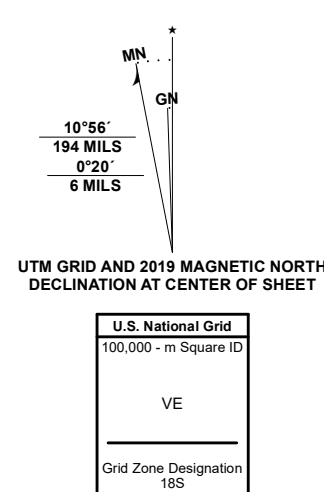 ★
MN
GN
10°56´
194 MILS
0°20´
6 MILS
UTM GRID AND 2019 MAGNETIC NORTH
DECLINATION AT CENTER OF SHEET
U.S. National Grid
100,000 - m Square ID
VE
Grid Zone Designation
18S